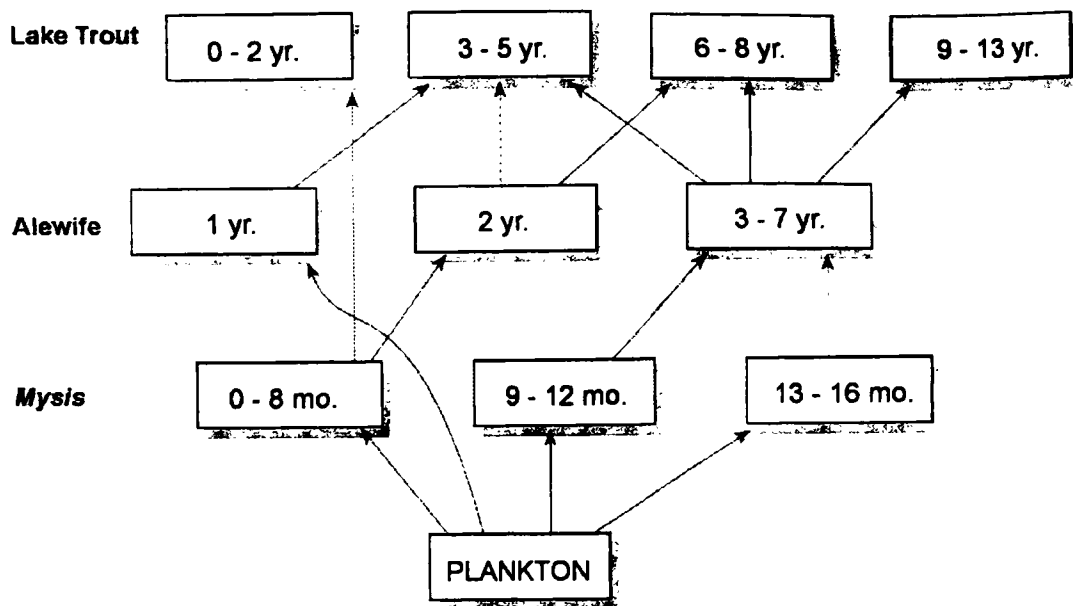 Lake Trout
0 - 2 yr.
3 - 5 yr.
6 - 8 yr.
9 - 13 yr.
Alewife
1 yr.
2 yr.
3 - 7 yr.
Mysis
0 - 8 mo.
9 - 12 mo.
13 - 16 mo.
PLANKTON